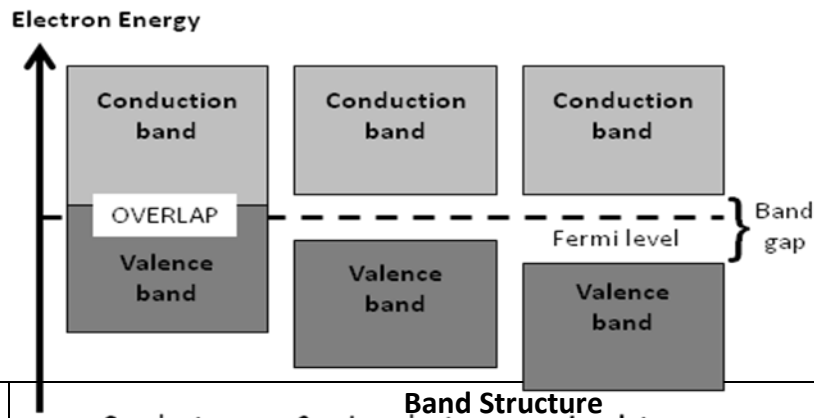 Electron Energy
Conduction
band
Conduction
band
Conduction
band
OVERLAP
Band
gap
Fermi level
Valence
band
Valence
band
Valence
band
Band Structure